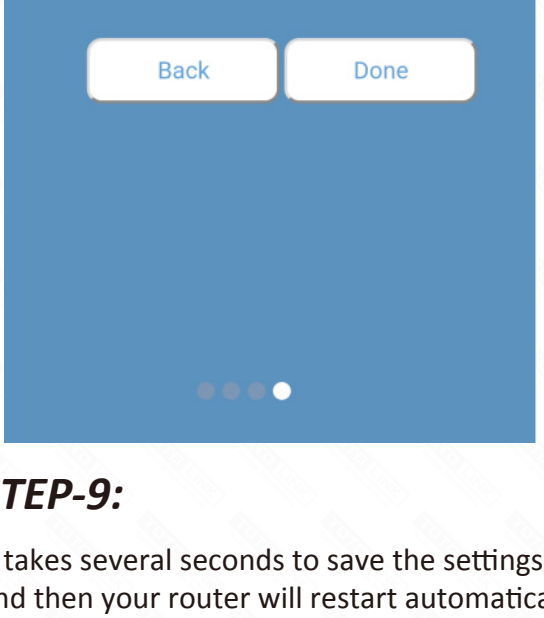 Back Done
TEP-9:
takes several seconds to save the settings
nd then your router will restart automatica